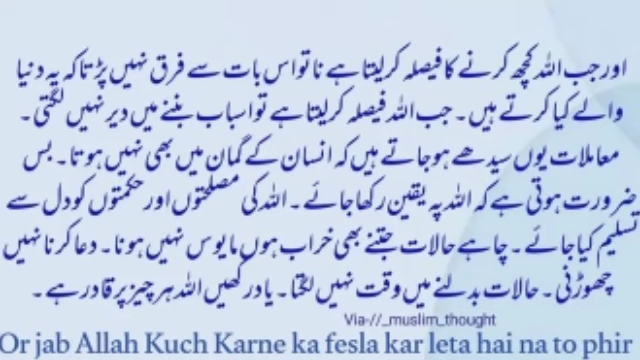 اور جب اللہ کچھ کرنے کا فیصلہ کر لیتا ہے نا تو اس بات سے فرق نہیں پڑتا کہ یہ دنیا
والے کیا کرتے ہیں۔ جب اللہ فیصلہ کر لیتا ہے تو اسباب بننے میں دیر نہیں لگتی۔
معاملات یوں سیدھے ہو جاتے ہیں کہ انسان کے گمان میں بھی نہیں ہوتا۔ بس
ضرورت ہوتی ہے کہ اللہ پہ یقین رکھا جائے۔ اللہ کی مصلحتوں اور حکمتوں کو دل سے
تسلیم کیا جائے۔ چاہے حالات جتنے بھی خراب ہوں مایوس نہیں ہونا۔ دعا کرنا نہیں
چھوڑنی۔ حالات بدلنے میں وقت نہیں لگتا۔ یاد رکھیں اللہ ہر چیز پر قادر ہے۔
Via-//_muslim_thought
Or jab Allah Kuch Karne ka fesla kar leta hai na to phir